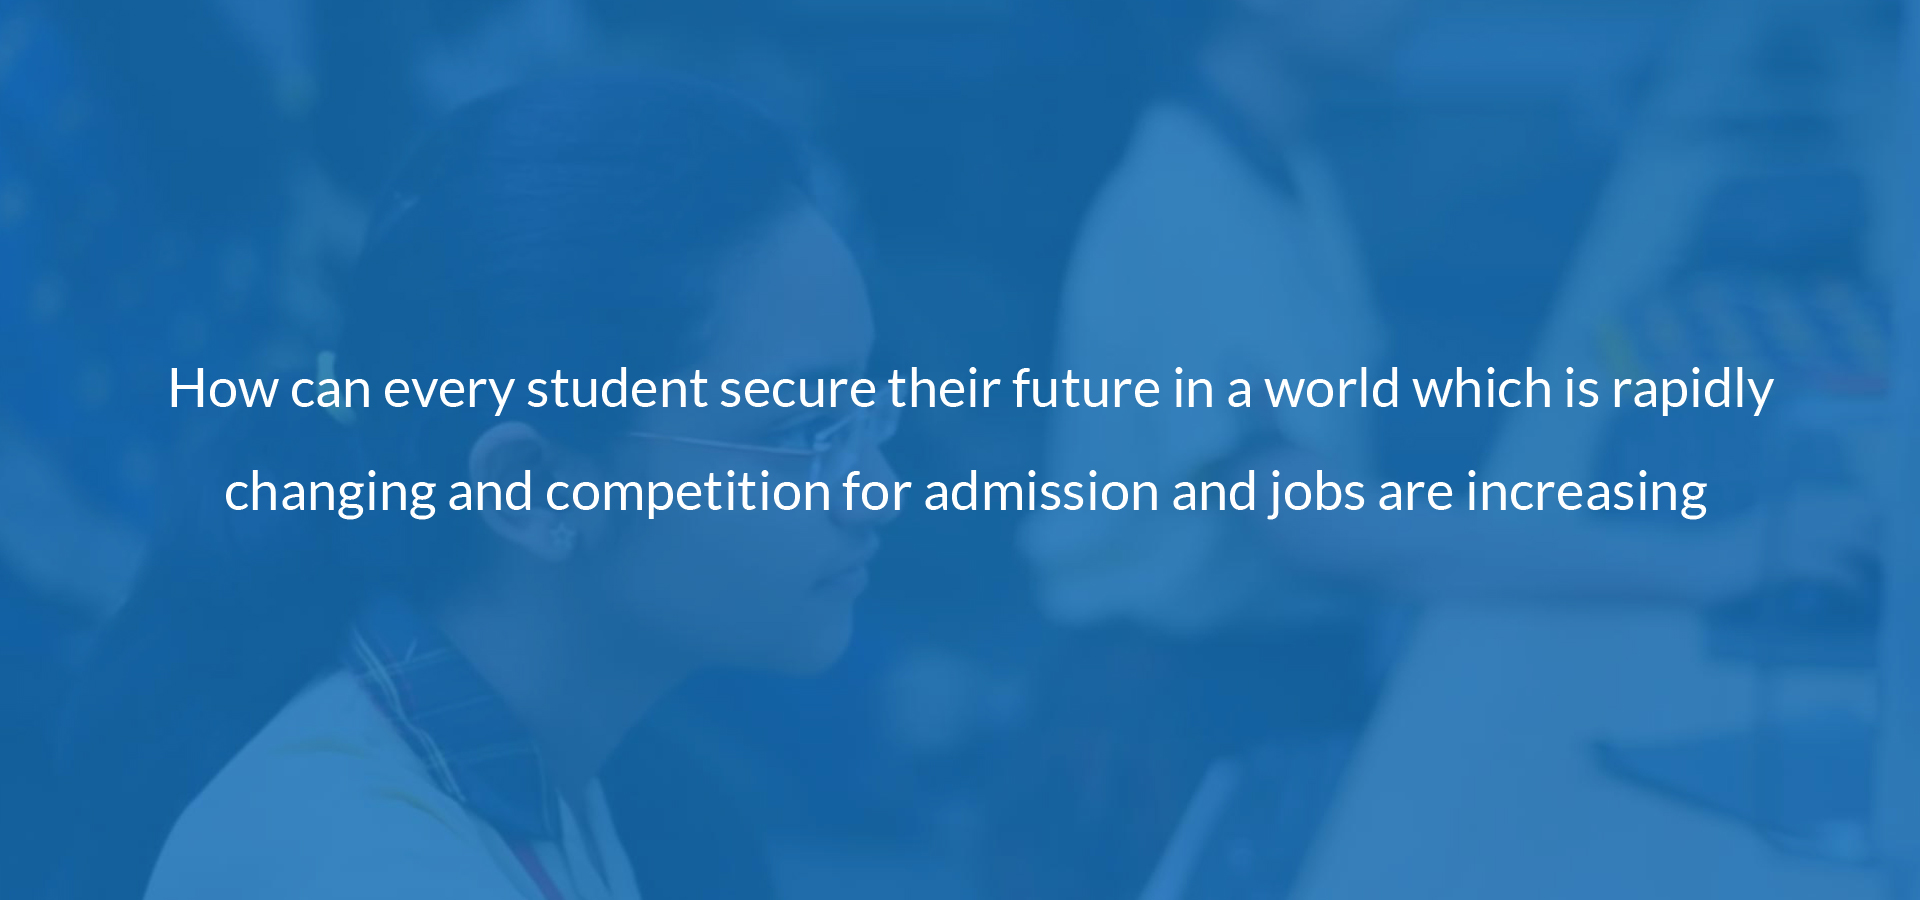 How can every student secure their future in a world which is rapidly
changing and competition for admission and jobs are increasing